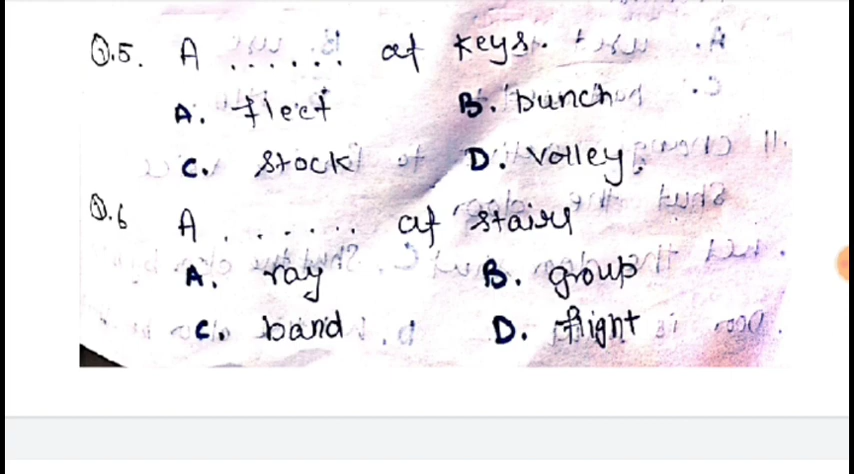 Q.5. A ...... of keys.
A. fleet B. bunch
C. stock D. volley.
Q.6 A ...... of stairs
A. ray B. group
C. band D. flight